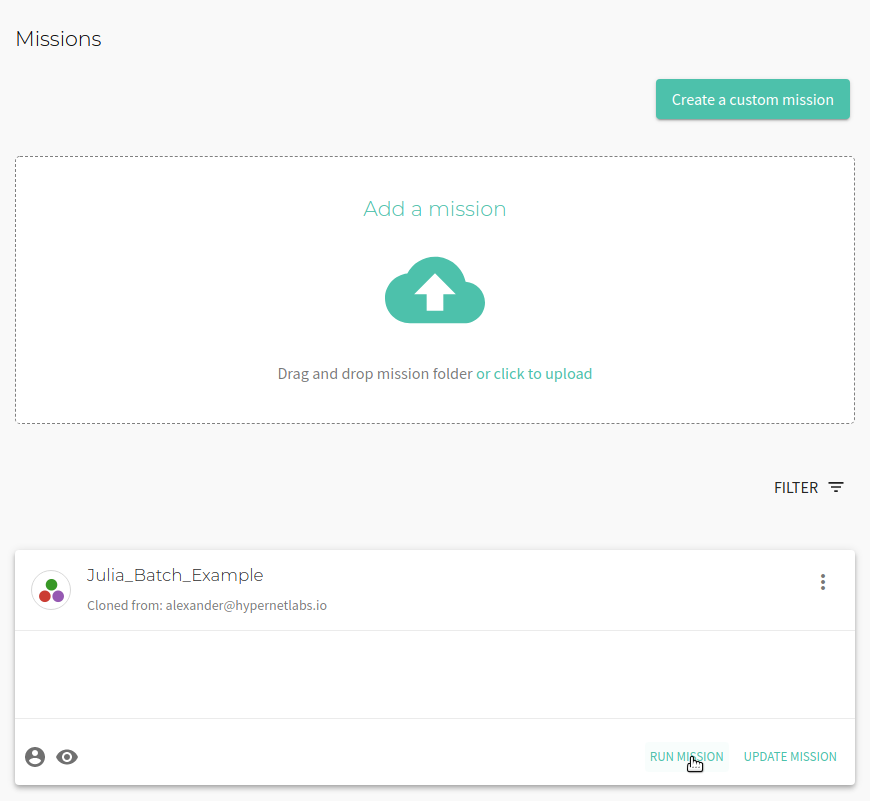 Missions
Create a custom mission
Add a mission
Drag and drop mission folder or click to upload
FILTER
Julia_Batch_Example
Cloned from: alexander@hypernetlabs.io
RUN MISSION UPDATE MISSION